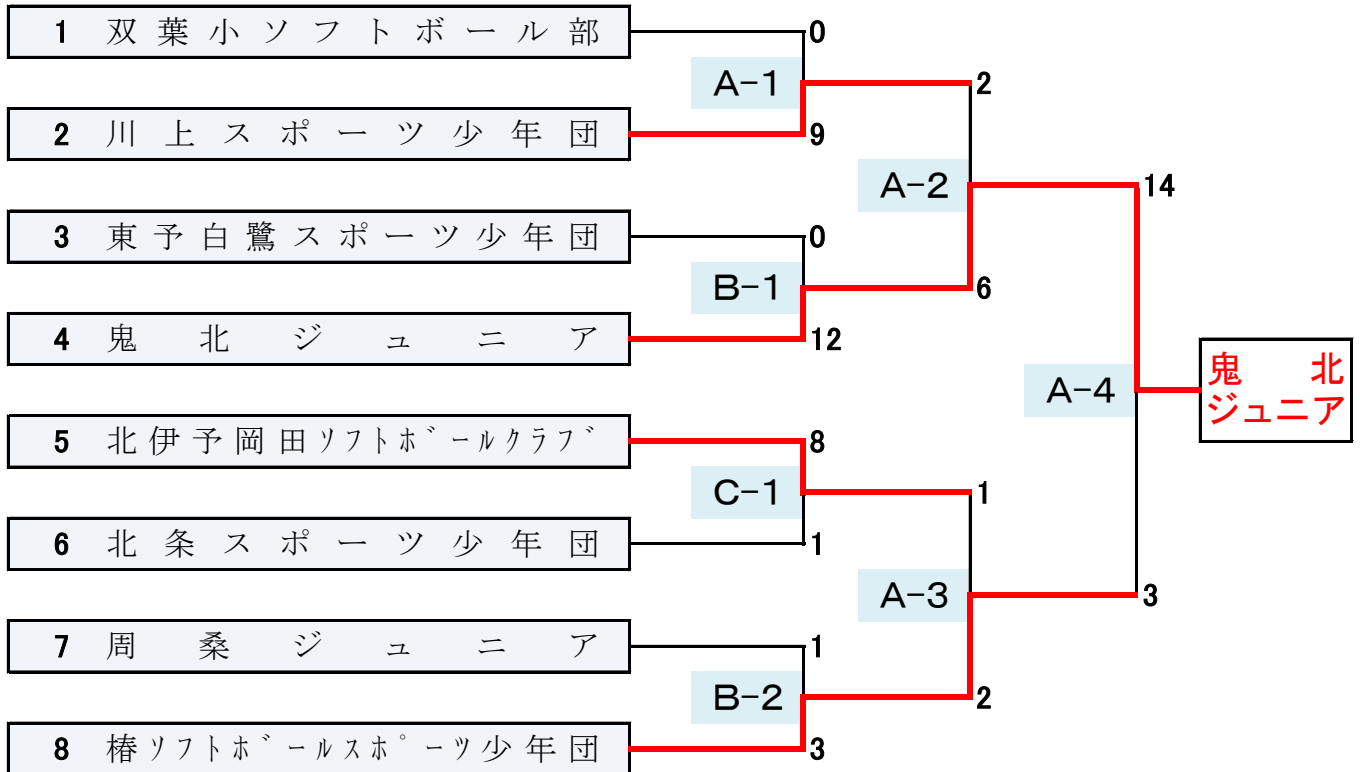 1 双葉小ソフトボール部
0
A-1
2
2 川上スポーツ少年団
9
A-2
14
3 東予白鷺スポーツ少年団
0
B-1
6
4 鬼北ジュニア
12
鬼北
ジュニア
A-4
5 北伊予岡田ソフトボールクラブ
8
C-1
1
6 北条スポーツ少年団
1
A-3
3
7 周桑ジュニア
1
B-2
2
8 椿ソフトボールスポーツ少年団
3